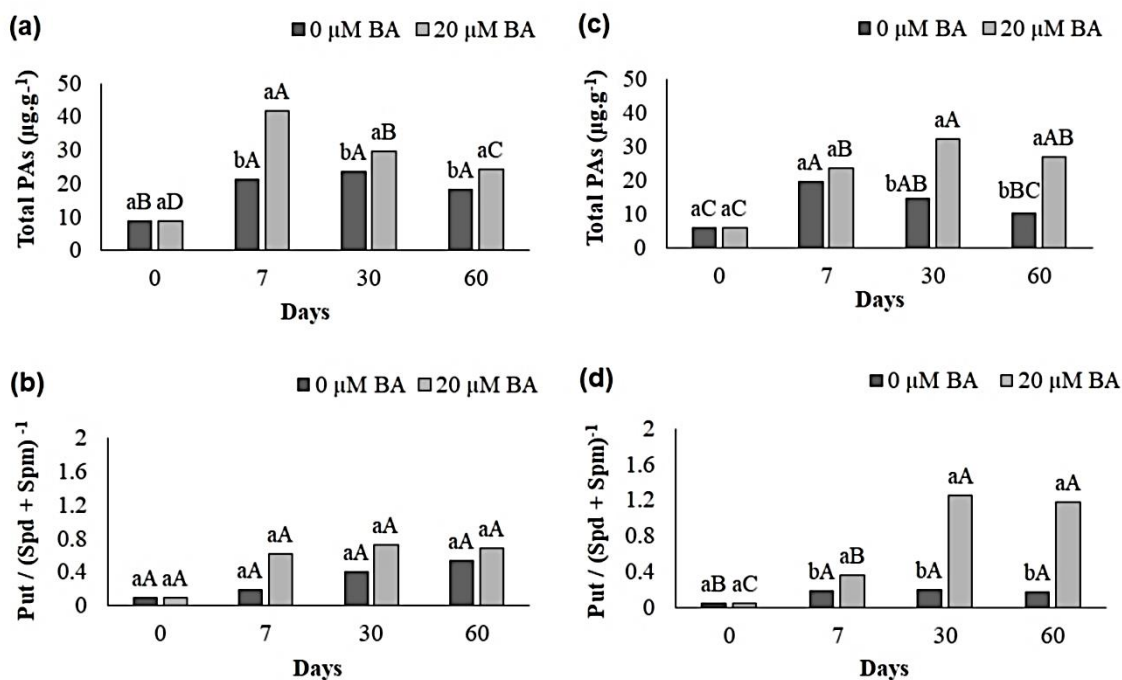 (a)
0 μM BA 20 μM BA
Total PAs (μg.g-1)
50
40
30
20
10
0
aB aD
bA aA
bA aB
bA aC
0 7 30 60
Days
(c)
0 μM BA 20 μM BA
Total PAs (μg.g-1)
50
40
30
20
10
0
aC aC
aA aB
bAB aA
bBC aAB
0 7 30 60
Days
(b)
0 μM BA 20 μM BA
Put / (Spd + Spm)-1
2
1.6
1.2
0.8
0.4
0
aA aA
aA aA
aA aA
aA aA
0 7 30 60
Days
(d)
0 μM BA 20 μM BA
Put / (Spd + Spm)-1
2
1.6
1.2
0.8
0.4
0
aB aC
bA aB
bA aA
bA aA
0 7 30 60
Days